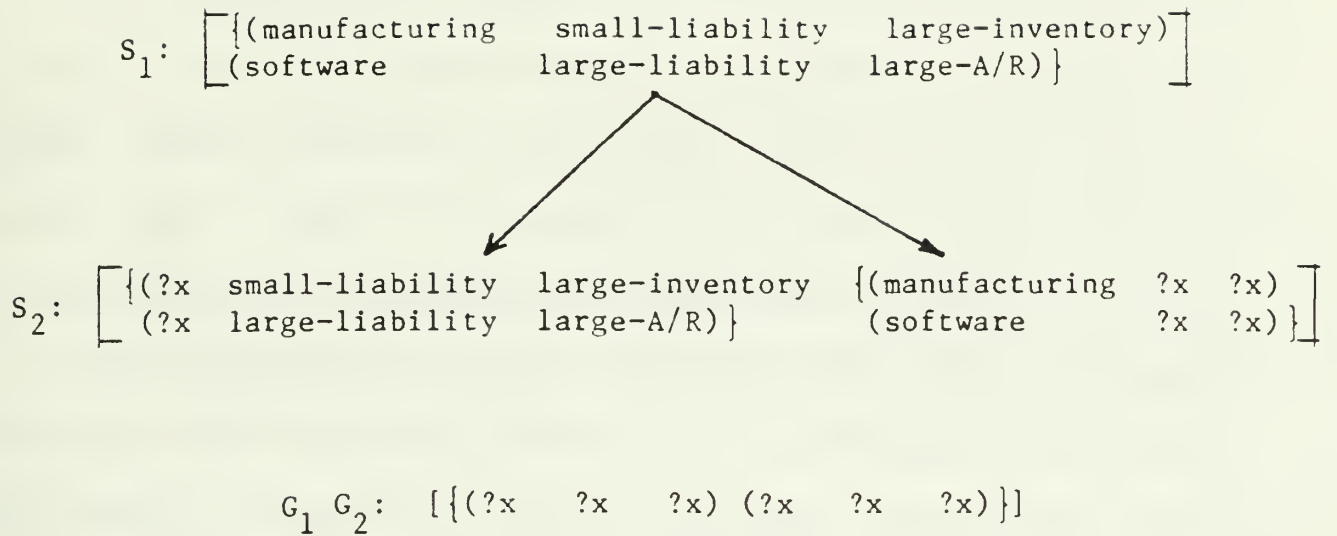 S1: [{(manufacturing small-liability large-inventory)
(software large-liability large-A/R)}]
S2: [{(?x small-liability large-inventory {(manufacturing ?x ?x)
(?x large-liability large-A/R)} (software ?x ?x)}]
G1 G2: [{(?x ?x ?x) (?x ?x ?x)}]